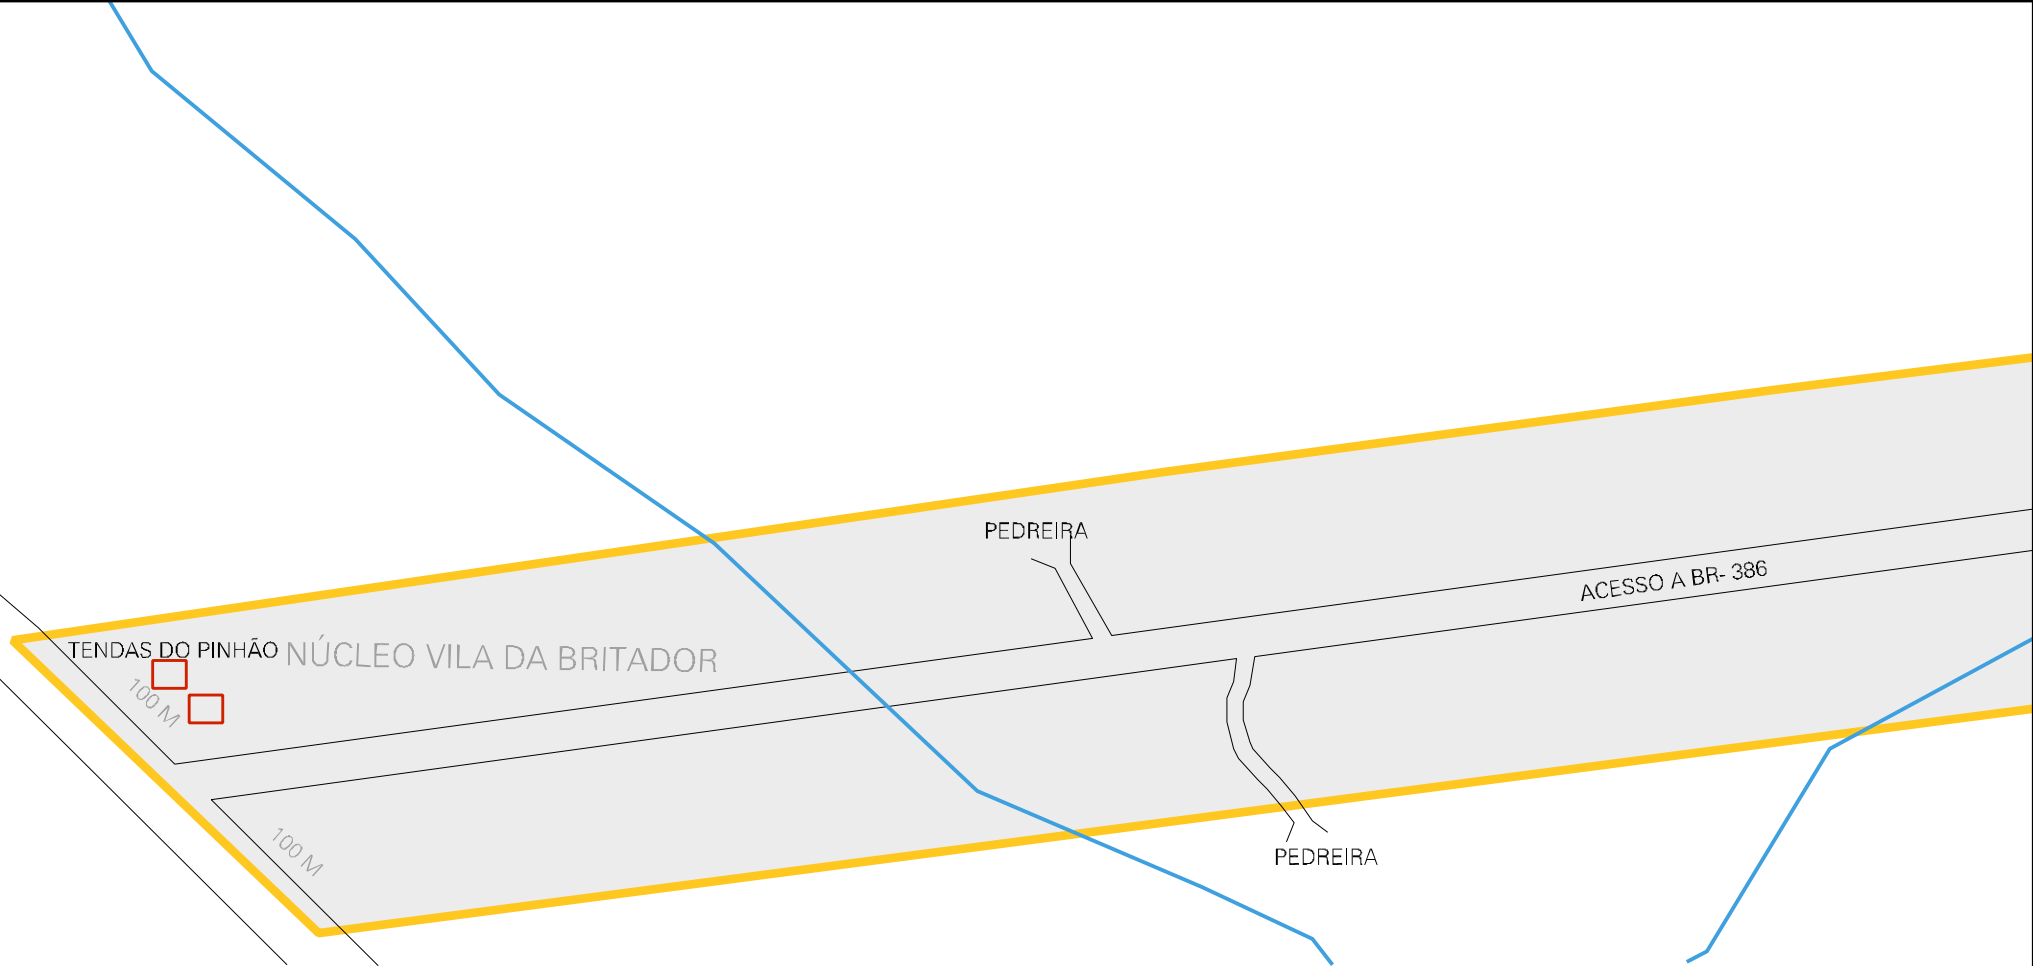 PEDREIRA
ACESSO A BR- 386
TENDAS DO PINHÃO
NÚCLEO VILA DA BRITADOR
100 M
100 M
PEDREIRA